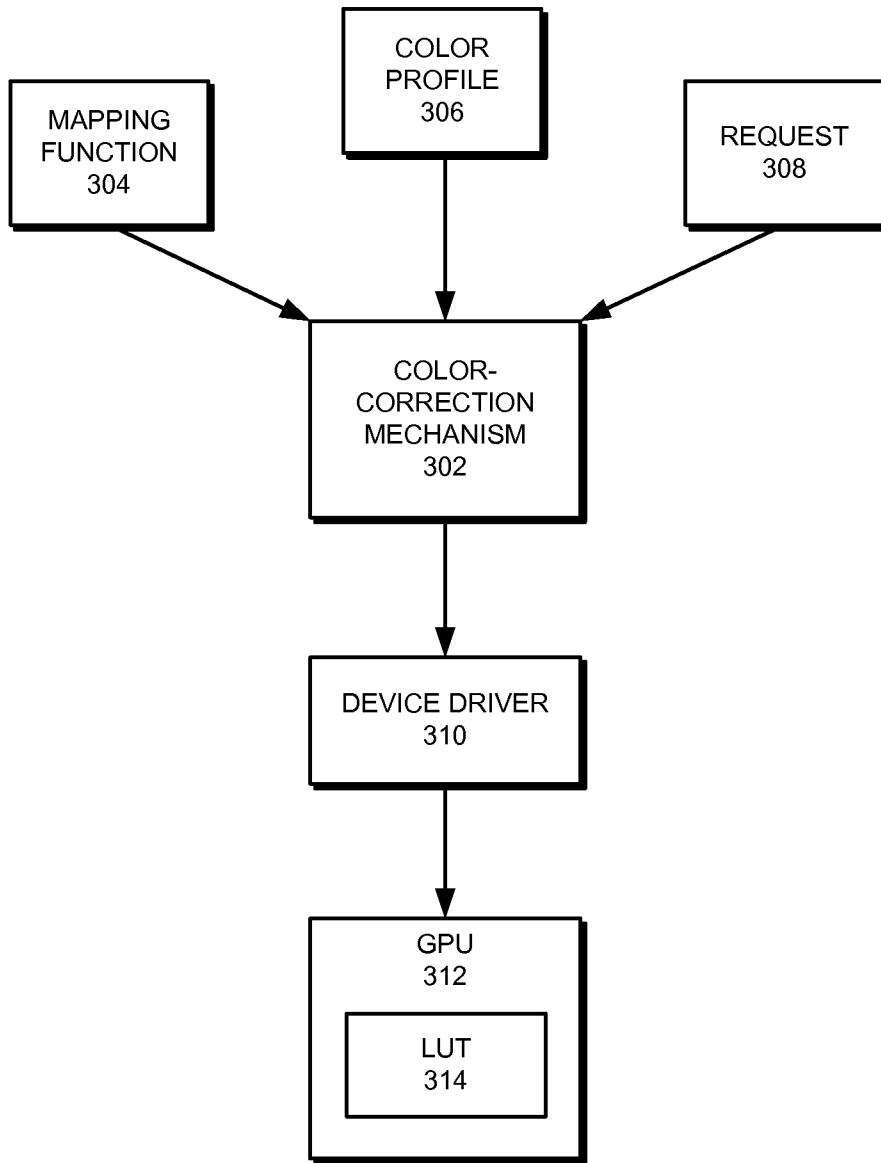 COLOR
PROFILE
306
MAPPING
FUNCTION
304
REQUEST
308
COLOR-
CORRECTION
MECHANISM
302
DEVICE DRIVER
310
GPU
312
LUT
314